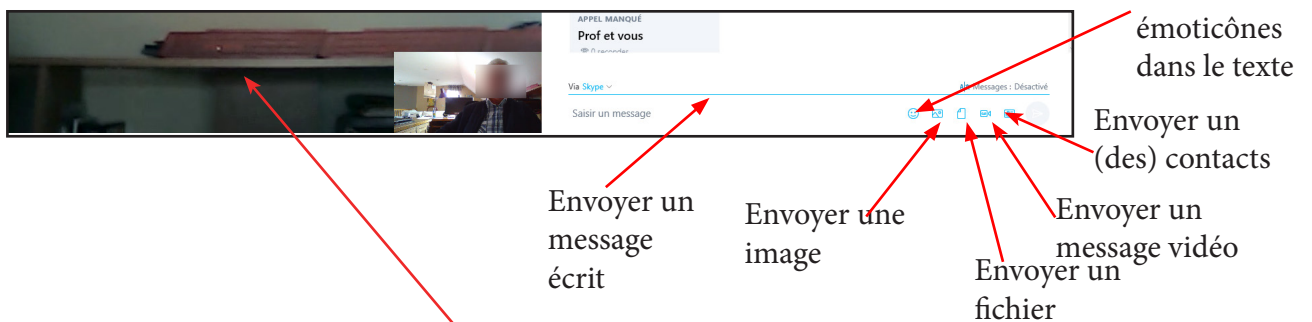 APPEL MANQUÉ
Prof et vous
Via Skype
Messages : Désactivé
Saisir un message
émoticônes
dans le texte
Envoyer un
(des) contacts
Envoyer un
message
écrit
Envoyer une
image
Envoyer un
message vidéo
Envoyer un
fichier